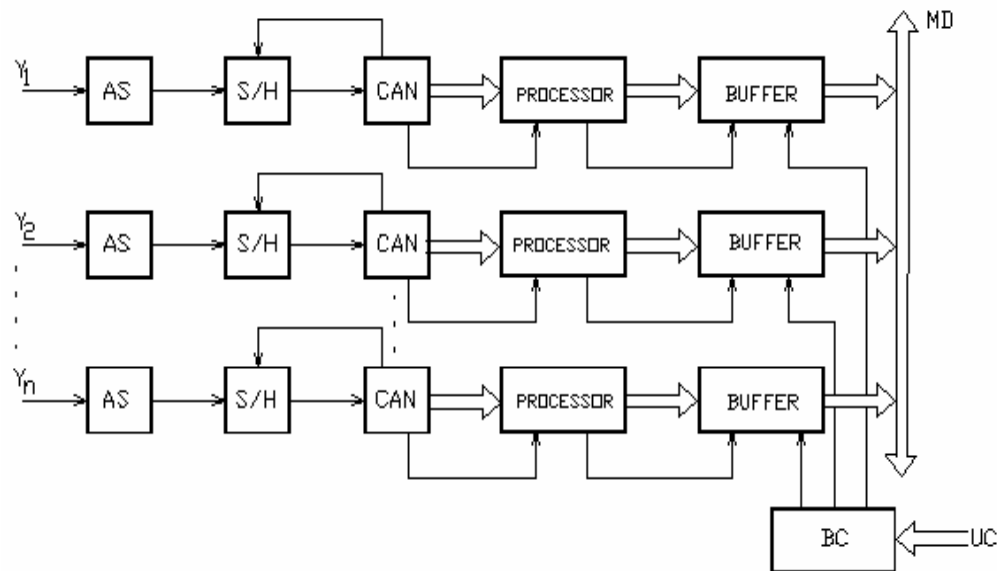 MD
Y1 AS S/H CAN PROCESSOR BUFFER
Y2 AS S/H CAN PROCESSOR BUFFER
Yn AS S/H CAN PROCESSOR BUFFER
BC UC